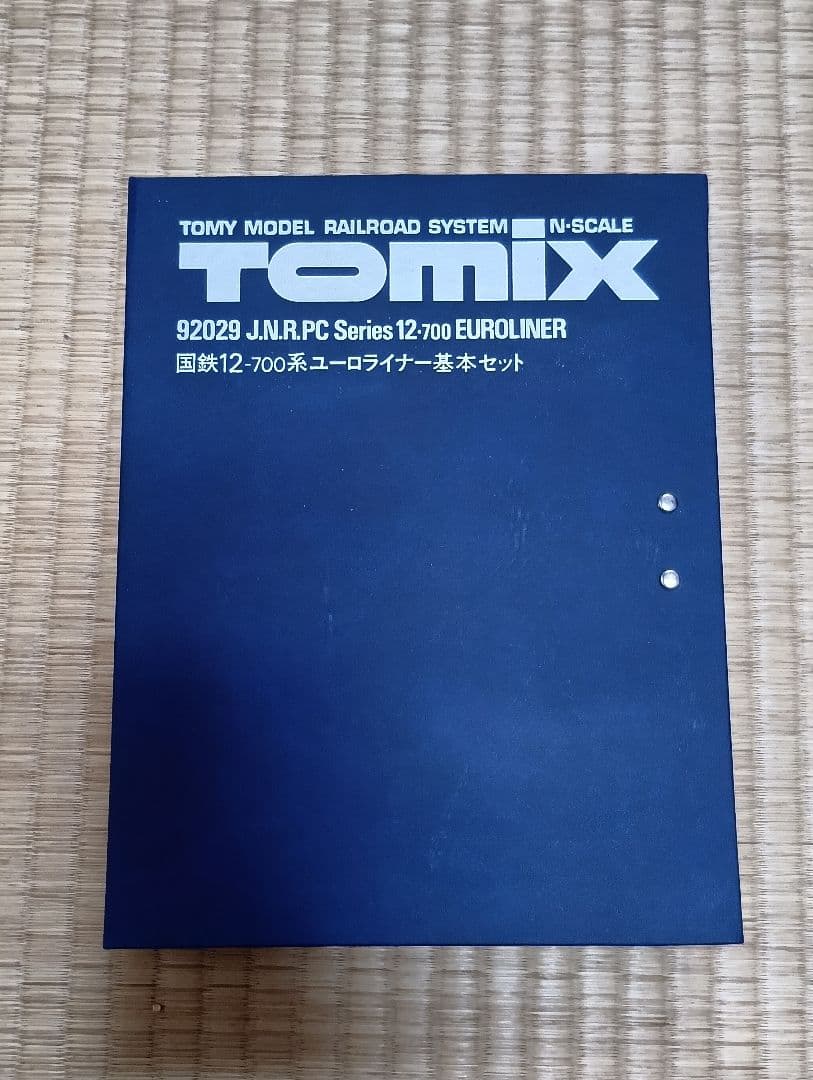 TOMY MODEL RAILROAD SYSTEM N·SCALE
TOMIX
92029 J.N.R.PC Series 12·700 EUROLINER
国鉄12-700系ユーロライナー基本セット